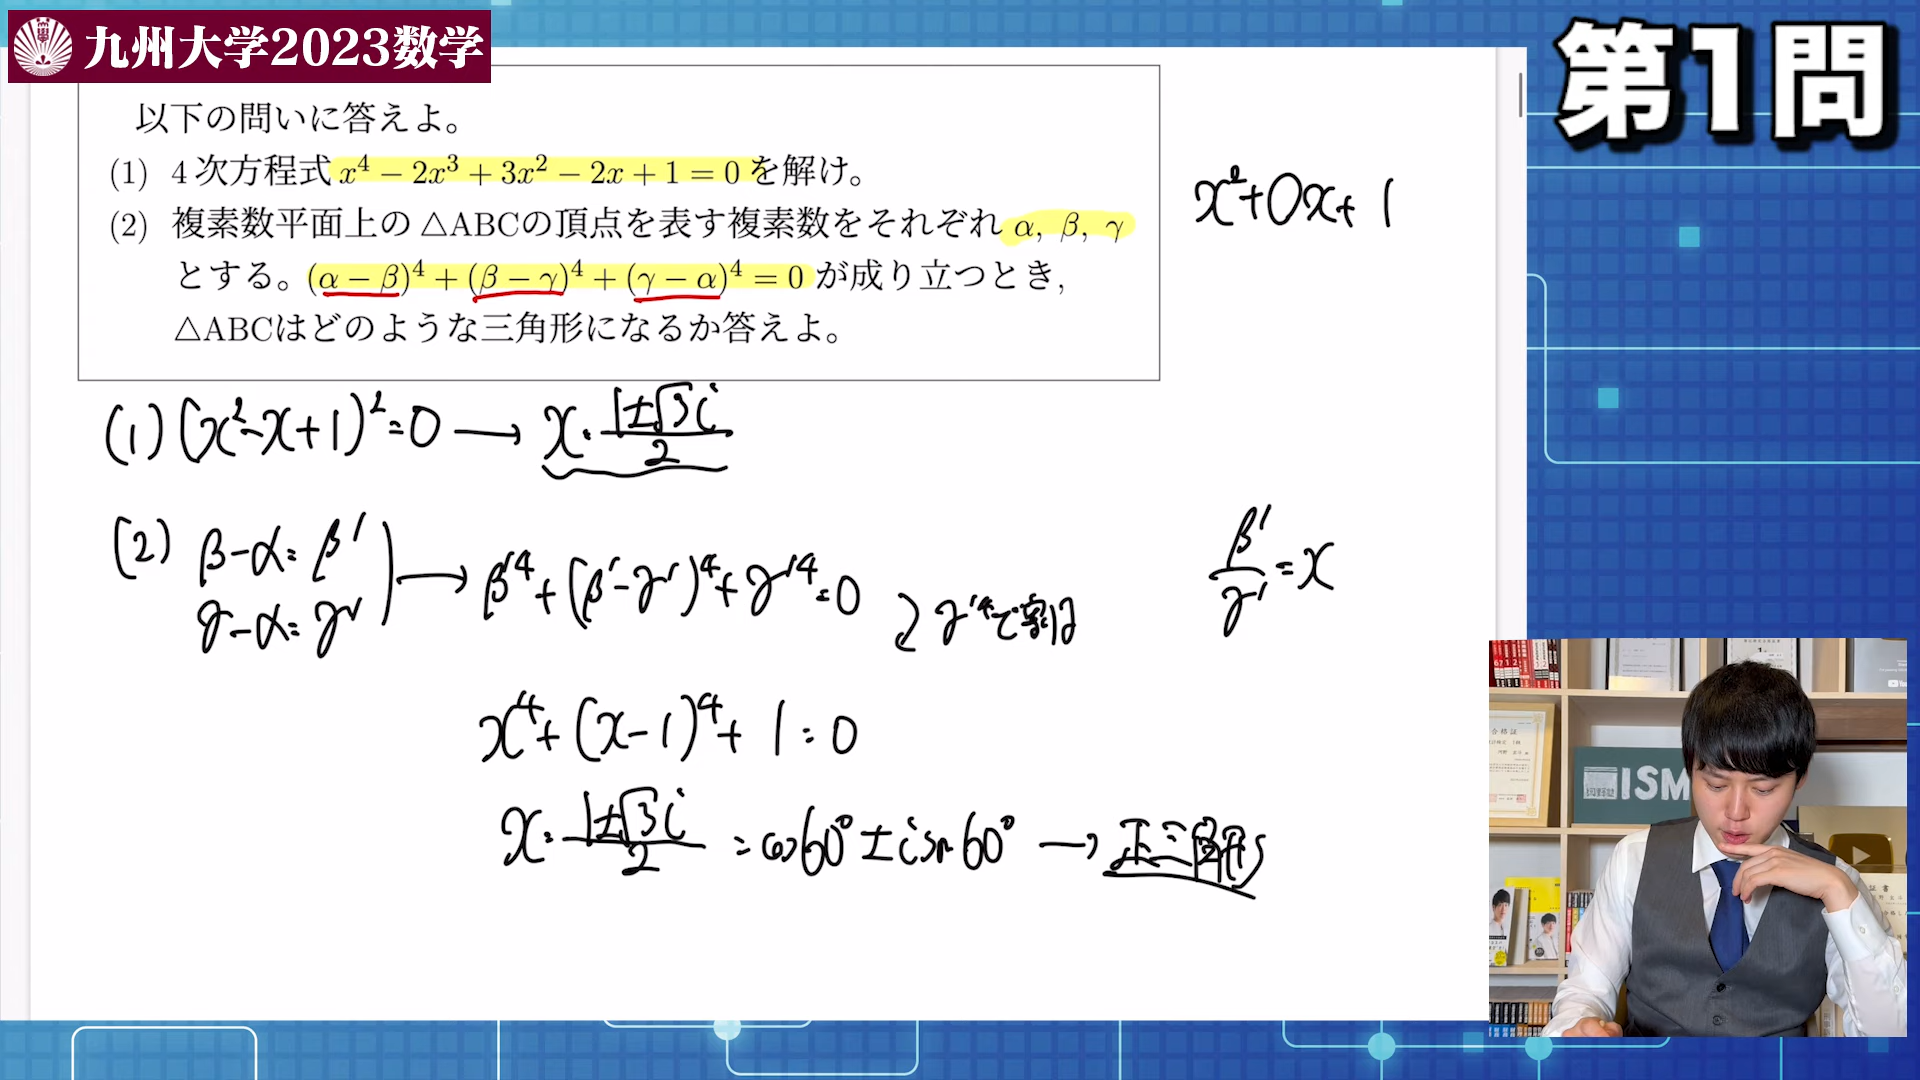 九州大学2023数学
第1問
以下の問いに答えよ。
(1) 4次方程式 x⁴ − 2x³ + 3x² − 2x + 1 = 0 を解け。
(2) 複素数平面上の △ABCの頂点を表す複素数をそれぞれ α, β, γ
とする。(α − β)⁴ + (β − γ)⁴ + (γ − α)⁴ = 0 が成り立つとき,
△ABCはどのような三角形になるか答えよ。
x²+0x+1
(1) (x²−x+1)²=0 → x = (1±√3i)/2
(2) β−α=β′
γ−α=γ′
→ β′⁴+(β′−γ′)⁴+γ′⁴=0
γ′⁴で割る
β′/γ′ = x
x⁴+(x−1)⁴+1=0
x = (1±√3i)/2 = cos60°±isin60° → 正三角形
ISM